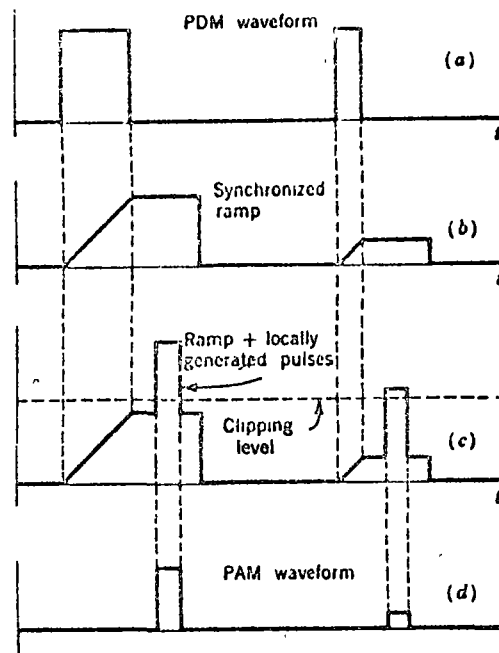 PDM waveform
(a)
t
Synchronized
ramp
(b)
t
Ramp + locally
generated pulses
Clipping
level
(c)
t
PAM waveform
(d)
t